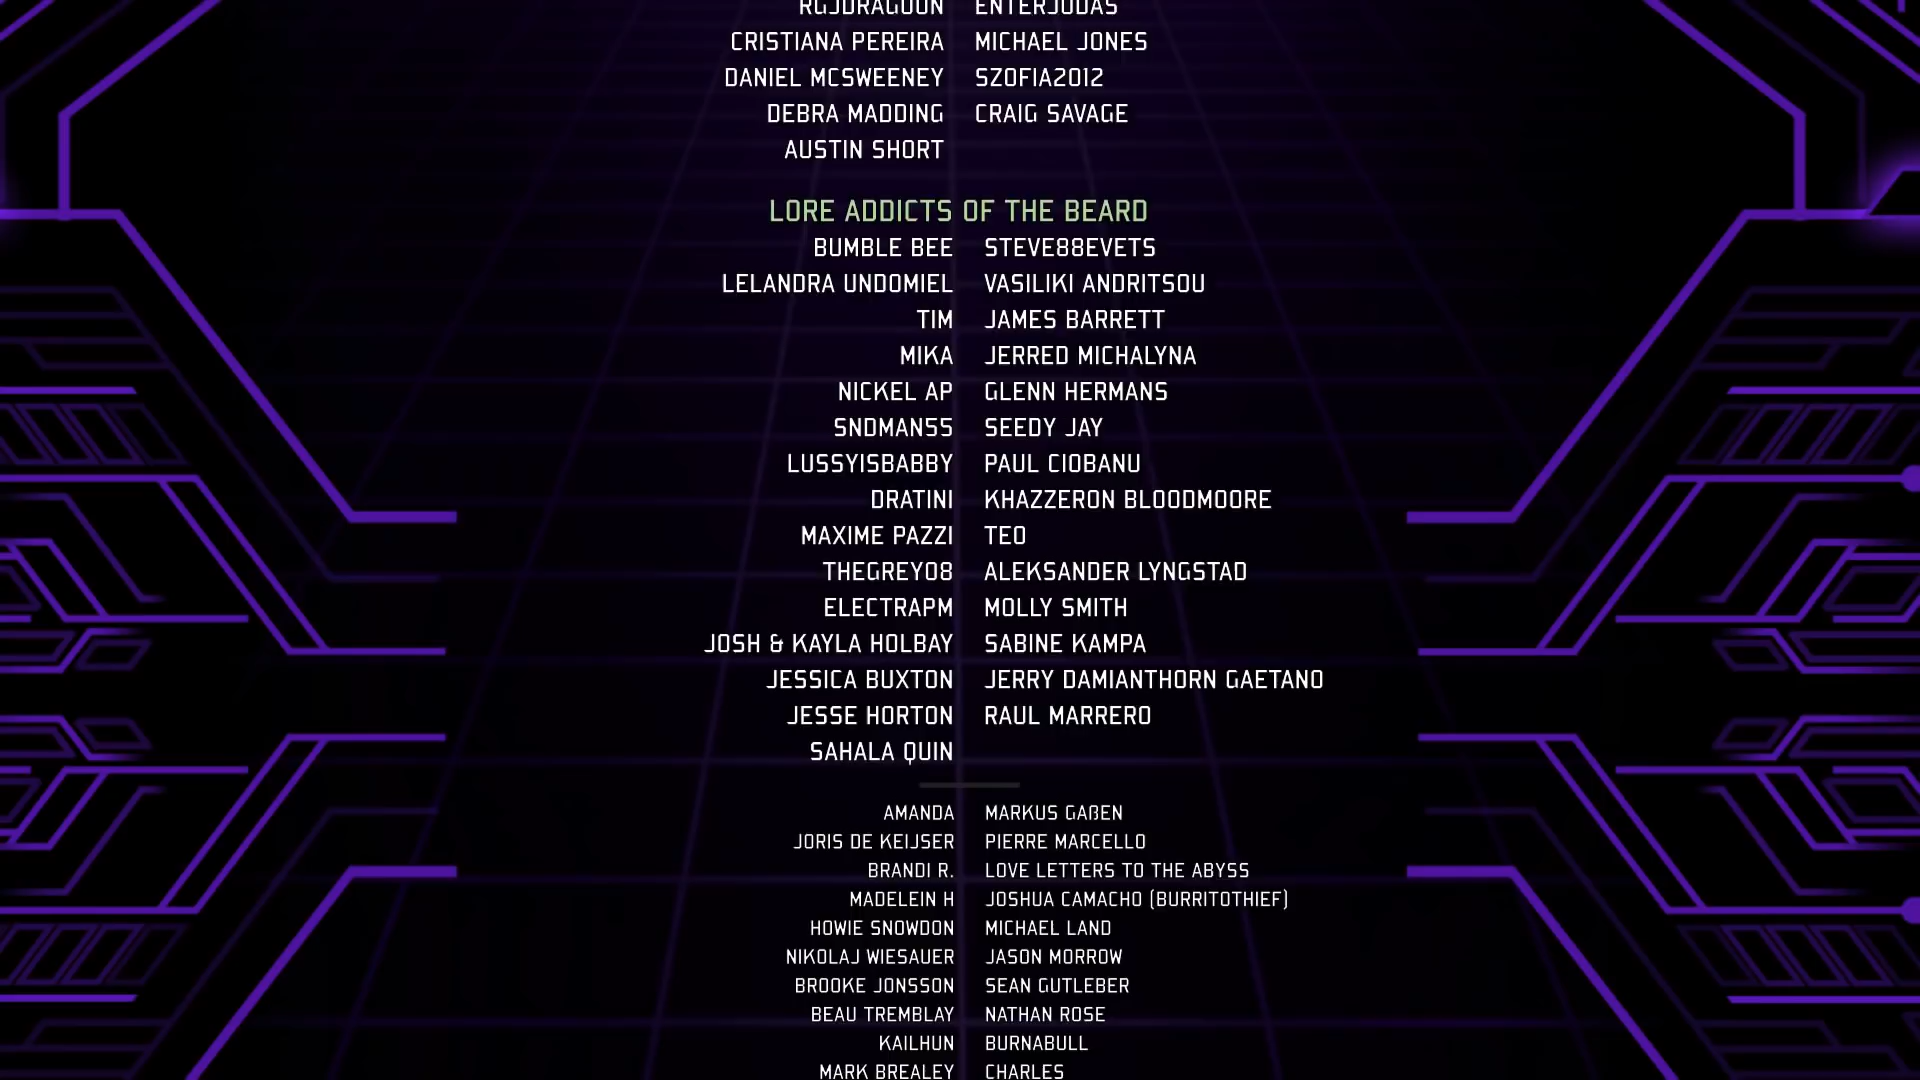 RGJDRAGOON ENTERJUDAS
CRISTIANA PEREIRA MICHAEL JONES
DANIEL MCSWEENEY SZOFIA2012
DEBRA MADDING CRAIG SAVAGE
AUSTIN SHORT
LORE ADDICTS OF THE BEARD
BUMBLE BEE STEVE88EVETS
LELANDRA UNDOMIEL VASILIKI ANDRITSOU
TIM JAMES BARRETT
MIKA JERRED MICHALYNA
NICKEL AP GLENN HERMANS
SNDMAN55 SEEDY JAY
LUSSYISBABBY PAUL CIOBANU
DRATINI KHAZZERON BLOODMOORE
MAXIME PAZZI TEO
THEGREY08 ALEKSANDER LYNGSTAD
ELECTRAPM MOLLY SMITH
JOSH & KAYLA HOLBAY SABINE KAMPA
JESSICA BUXTON JERRY DAMIANTHORN GAETANO
JESSE HORTON RAUL MARRERO
SAHALA QUIN
AMANDA MARKUS GAßEN
JORIS DE KEIJSER PIERRE MARCELLO
BRANDI R. LOVE LETTERS TO THE ABYSS
MADELEIN H JOSHUA CAMACHO (BURRITOTHIEF)
HOWIE SNOWDON MICHAEL LAND
NIKOLAJ WIESAUER JASON MORROW
BROOKE JONSSON SEAN GUTLEBER
BEAU TREMBLAY NATHAN ROSE
KAILHUN BURNABULL
MARK BREALEY CHARLES